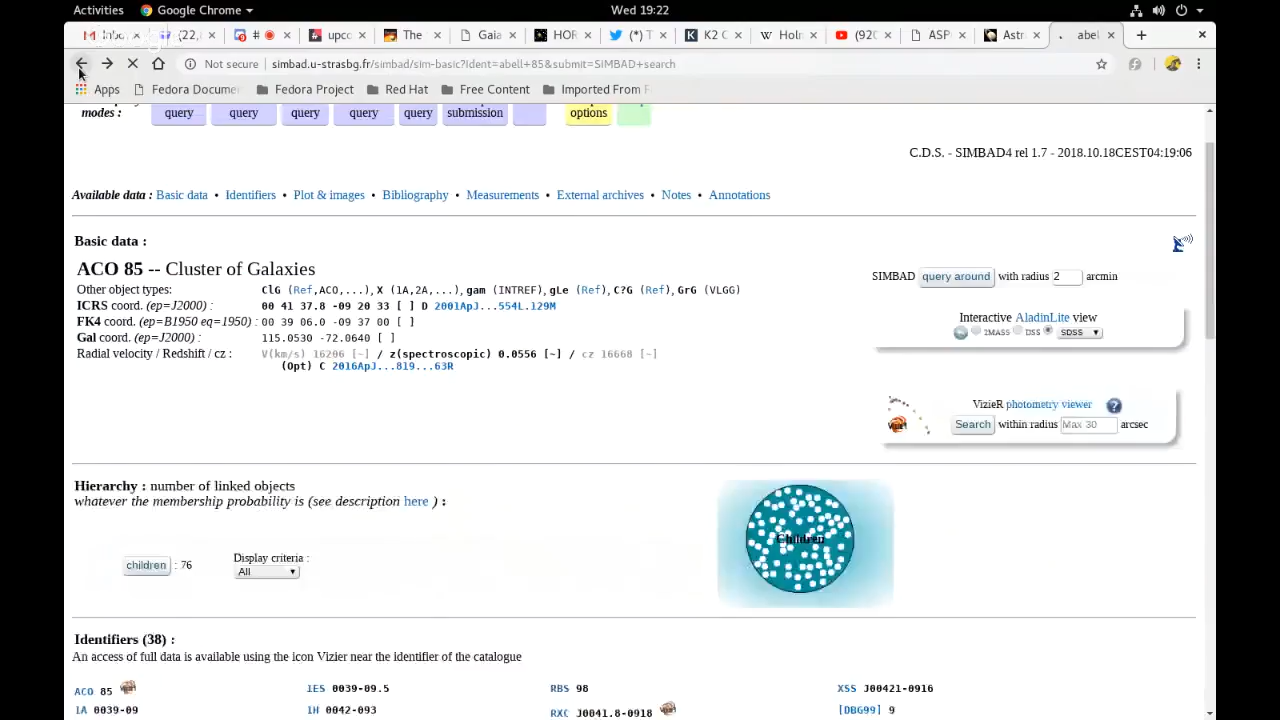 Activities Google Chrome Wed 19:22
(22, # upco The Gaia HOR (*) T K2 C W Holn (92C ASP Astr abel
Not secure simbad.u-strasbg.fr/simbad/sim-basic?Ident=abell+85&submit=SIMBAD+search
Apps Fedora Docume Fedora Project Red Hat Free Content Imported From F
modes : query query query query query submission options
C.D.S. - SIMBAD4 rel 1.7 - 2018.10.18CEST04:19:06
Available data : Basic data • Identifiers • Plot & images • Bibliography • Measurements • External archives • Notes • Annotations
Basic data :
ACO 85 -- Cluster of Galaxies
SIMBAD query around with radius 2 arcmin
Other object types: ClG (Ref,ACO,...), X (1A,2A,...), gam (INTREF), gLe (Ref), C?G (Ref), GrG (VLGG)
ICRS coord. (ep=J2000) : 00 41 37.8 -09 20 33 [ ] D 2001ApJ...554L.129M
Interactive AladinLite view
FK4 coord. (ep=B1950 eq=1950) : 00 39 06.0 -09 37 00 [ ]
2MASS DSS SDSS
Gal coord. (ep=J2000) : 115.0530 -72.0640 [ ]
Radial velocity / Redshift / cz : V(km/s) 16206 [~] / z(spectroscopic) 0.0556 [~] / cz 16668 [~]
(Opt) C 2016ApJ...819...63R
VizieR photometry viewer ?
Search within radius Max 30 arcsec
Hierarchy : number of linked objects
whatever the membership probability is (see description here ) :
Children
children : 76 Display criteria :
All
Identifiers (38) :
An access of full data is available using the icon Vizier near the identifier of the catalogue
ACO 85 1ES 0039-09.5 RBS 98 XSS J00421-0916
1A 0039-09 1H 0042-093 RXC J0041.8-0918 [DBG99] 9